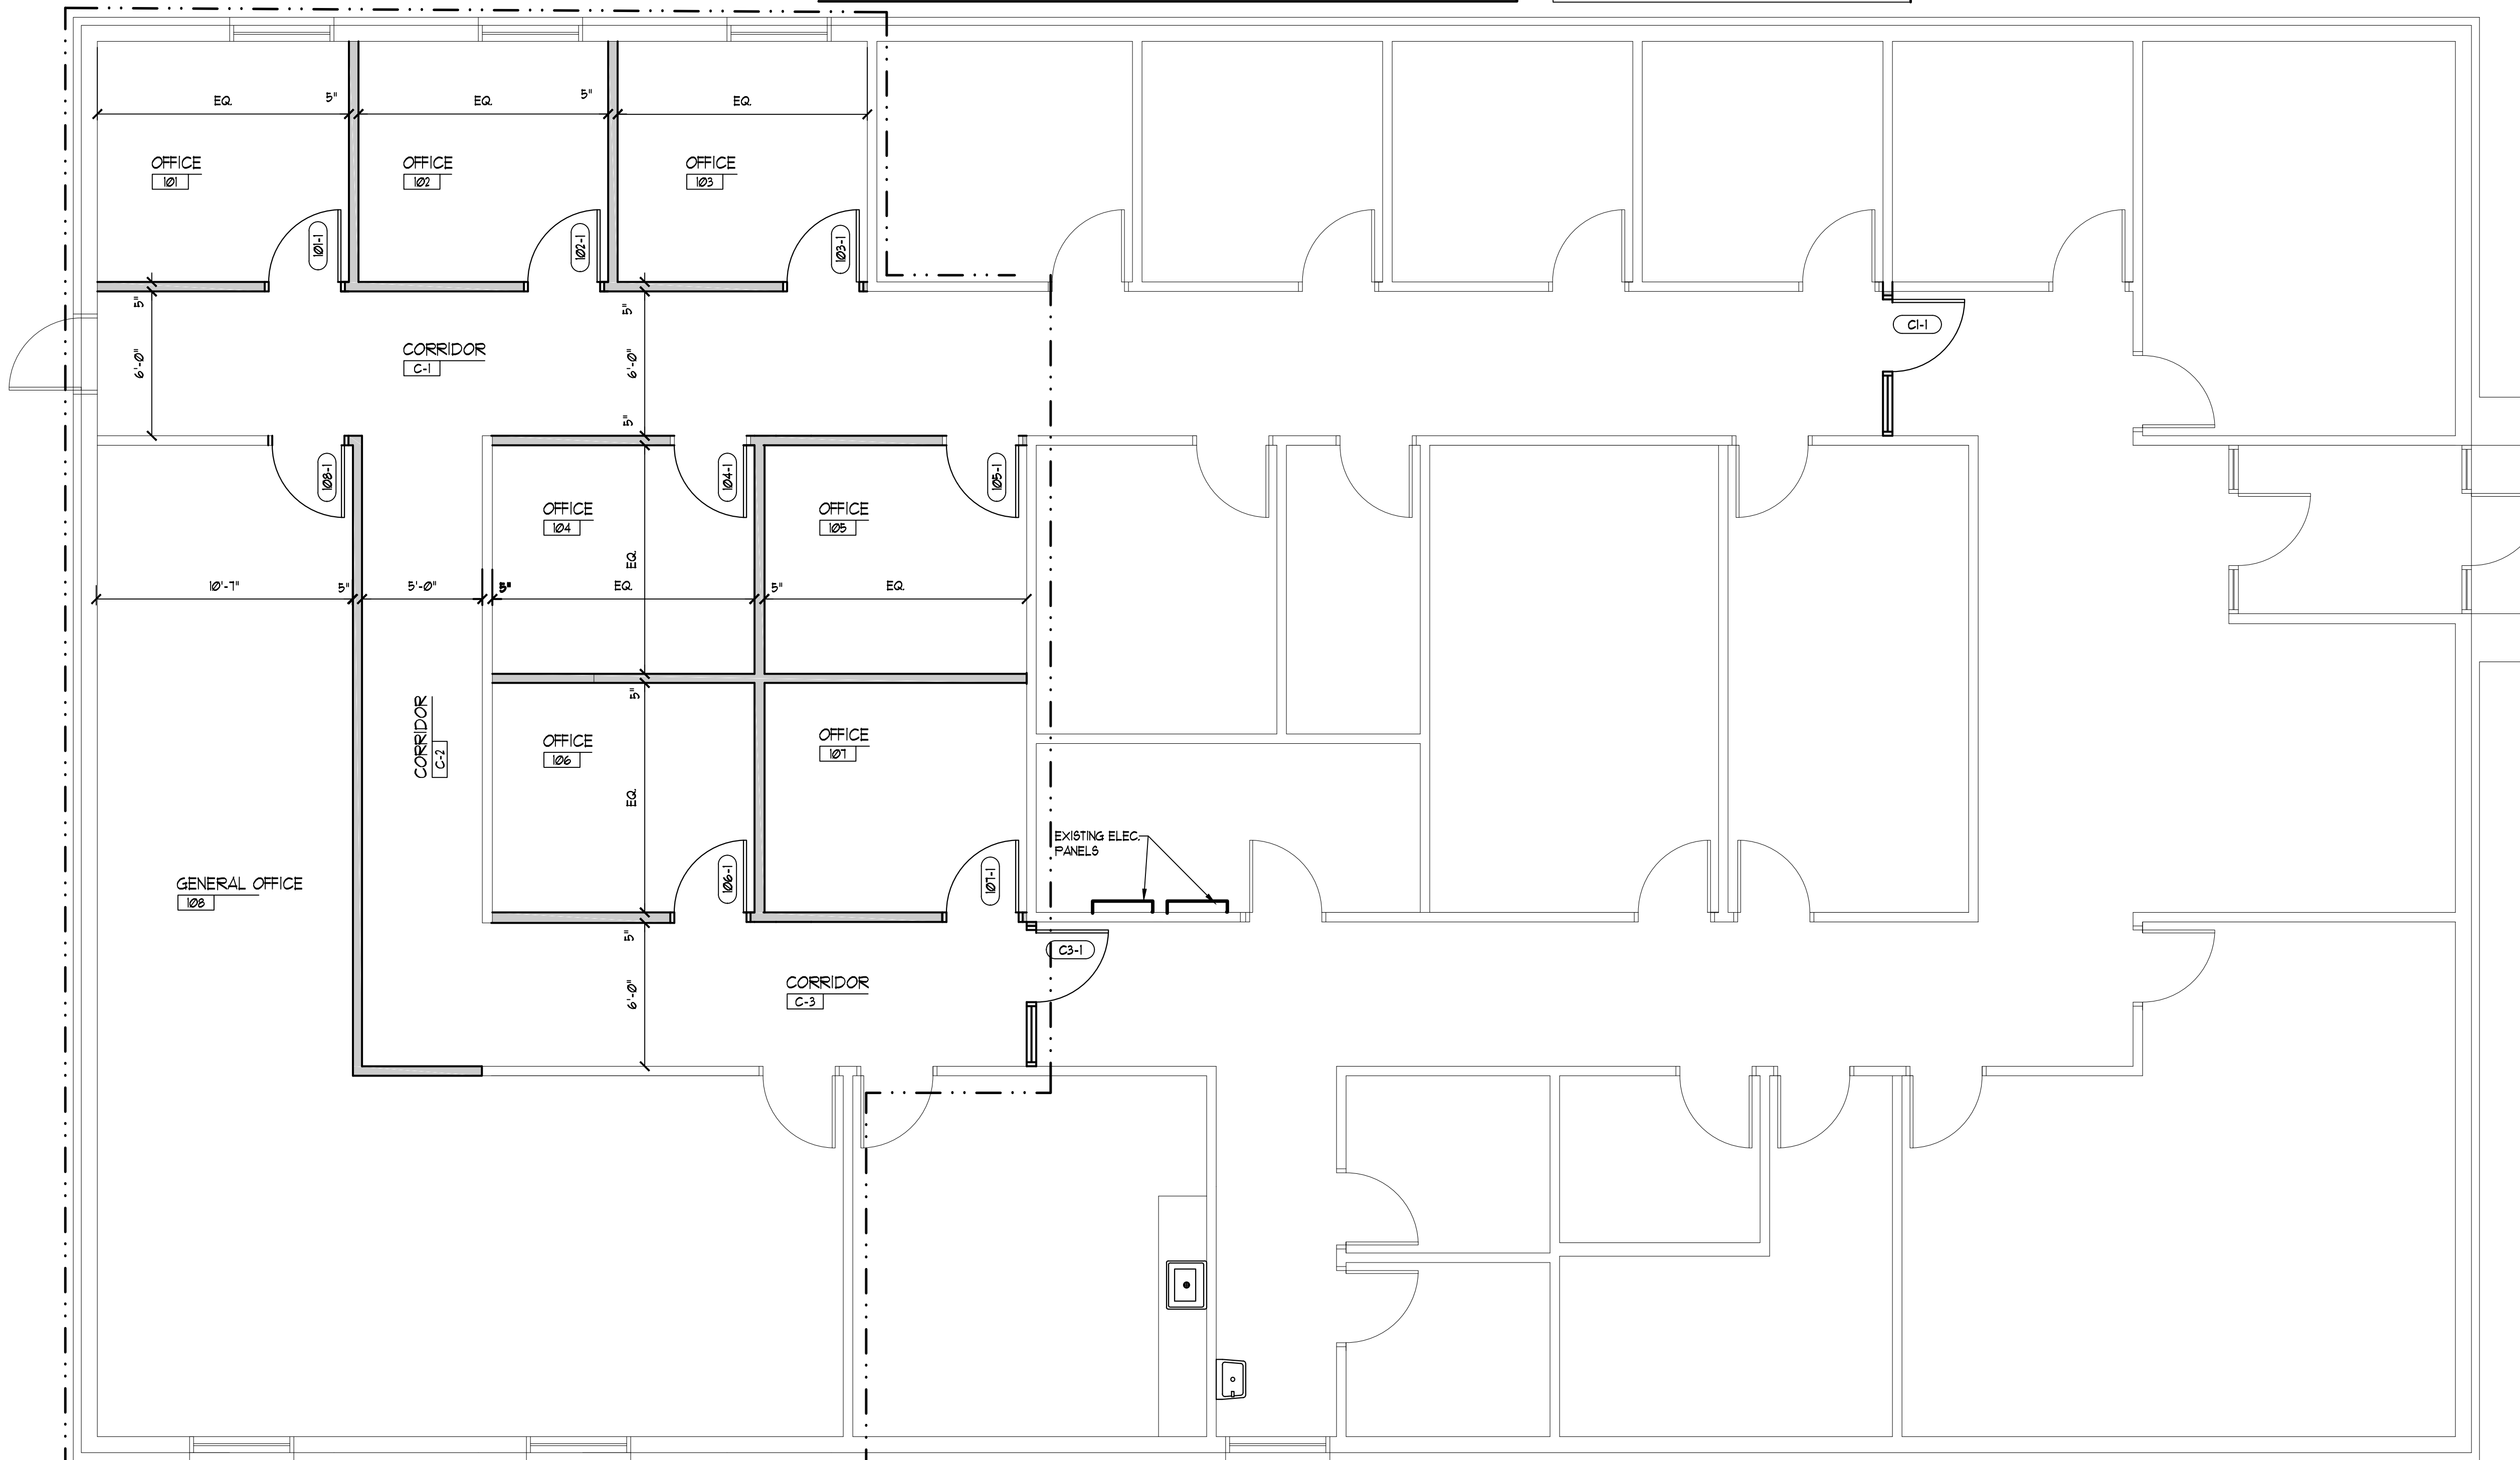 EQ.
5"
EQ.
5"
EQ.
OFFICE
101
OFFICE
102
OFFICE
103
101-1
102-1
103-1
5"
5"
C1-1
6'-0"
CORRIDOR
C-1
6'-0"
5"
108-1
104-1
105-1
OFFICE
104
OFFICE
105
EQ.
10'-7"
5"
5'-0"
5"
EQ.
5"
EQ.
5"
CORRIDOR
C-2
OFFICE
106
OFFICE
107
EQ.
EXISTING ELEC.
PANELS
GENERAL OFFICE
108
106-1
107-1
5"
C3-1
6'-0"
CORRIDOR
C-3